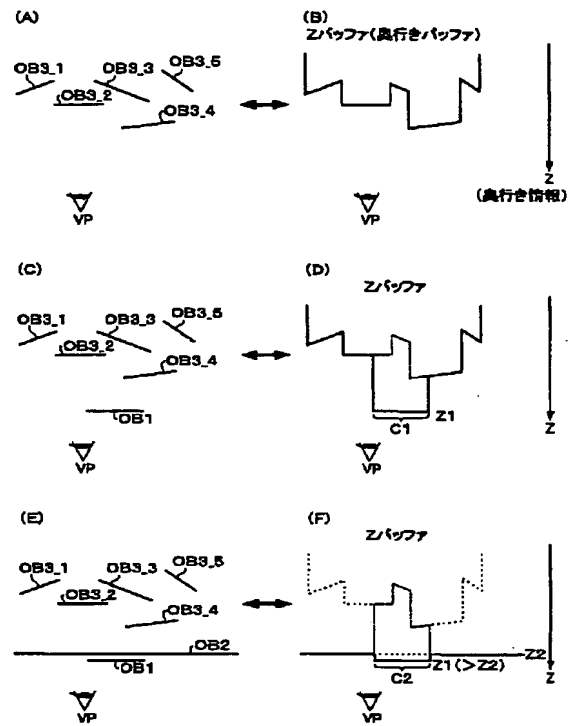 (A)
OB3_1
OB3_2
OB3_3
OB3_5
OB3_4
VP
(B)
Zバッファ(奥行きバッファ)
VP
Z
(奥行き情報)
(C)
OB3_1
OB3_2
OB3_3
OB3_5
OB3_4
OB1
VP
(D)
Zバッファ
C1
Z1
VP
Z
(E)
OB3_1
OB3_2
OB3_3
OB3_5
OB3_4
OB2
OB1
VP
(F)
Zバッファ
Z2
Z1(>Z2)
C2
VP
Z